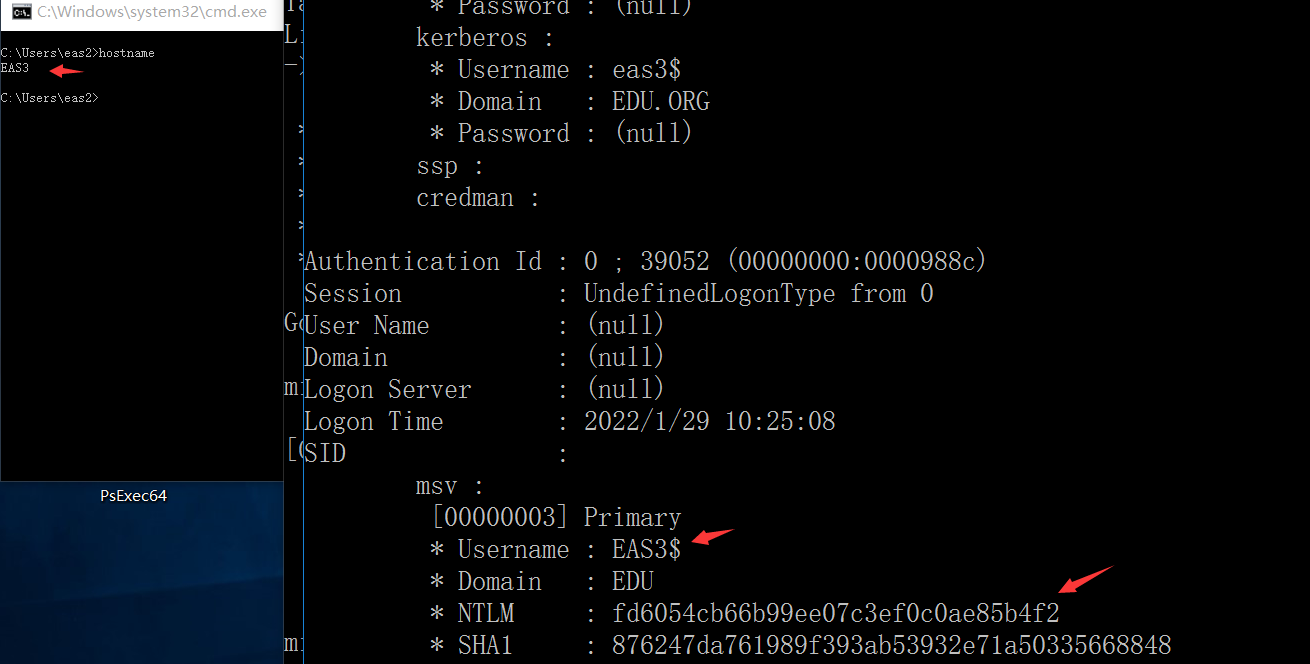 C:\Windows\system32\cmd.exe
C:\Users\eas2>hostname
EAS3
C:\Users\eas2>
PsExec64
* Password : (null)
kerberos :
* Username : eas3$
* Domain   : EDU.ORG
* Password : (null)
ssp :
credman :
Authentication Id : 0 ; 39052 (00000000:0000988c)
Session           : UndefinedLogonType from 0
User Name         : (null)
Domain            : (null)
Logon Server      : (null)
Logon Time        : 2022/1/29 10:25:08
SID               :
msv :
[00000003] Primary
* Username : EAS3$
* Domain   : EDU
* NTLM     : fd6054cb66b99ee07c3ef0c0ae85b4f2
* SHA1     : 876247da761989f393ab53932e71a50335668848